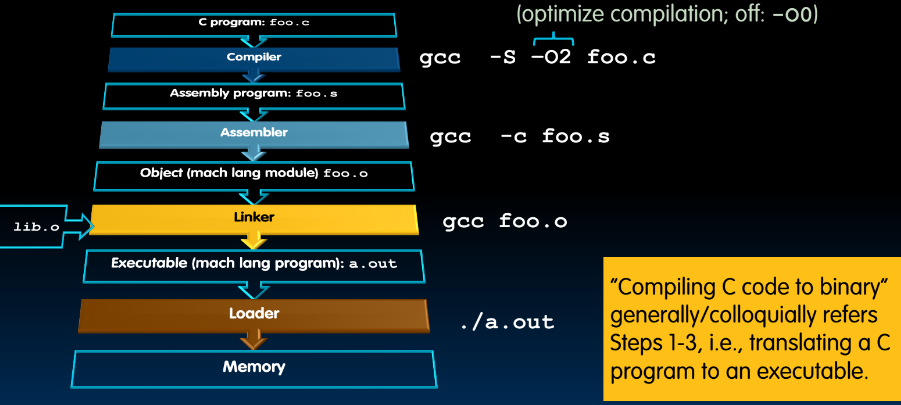 (optimize compilation; off: -O0)
C program: foo.c
Compiler
gcc -S -O2 foo.c
Assembly program: foo.s
Assembler
gcc -c foo.s
Object (mach lang module) foo.o
lib.o
Linker
gcc foo.o
Executable (mach lang program): a.out
Loader
./a.out
Memory
"Compiling C code to binary"
generally/colloquially refers
Steps 1-3, i.e., translating a C
program to an executable.